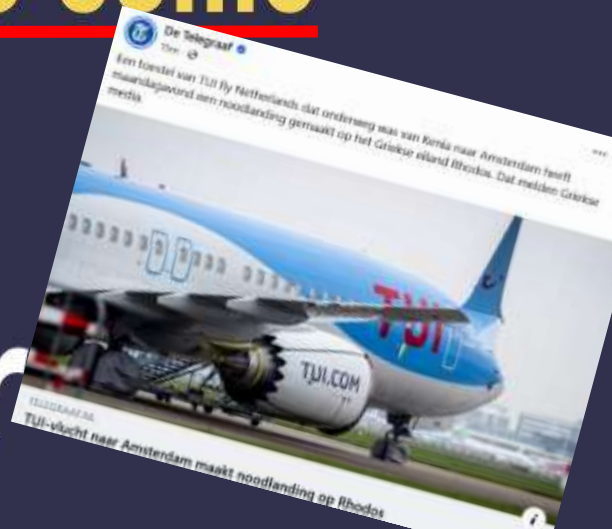 De Telegraaf
Een toestel van TUI fly Netherlands dat onderweg was van Kenia naar Amsterdam heeft
maandagavond een noodlanding gemaakt op het Griekse eiland Rhodos. Dat melden Griekse
media.
TUI
TUI.COM
TELEGRAAF.NL
TUI-vlucht naar Amsterdam maakt noodlanding op Rhodos